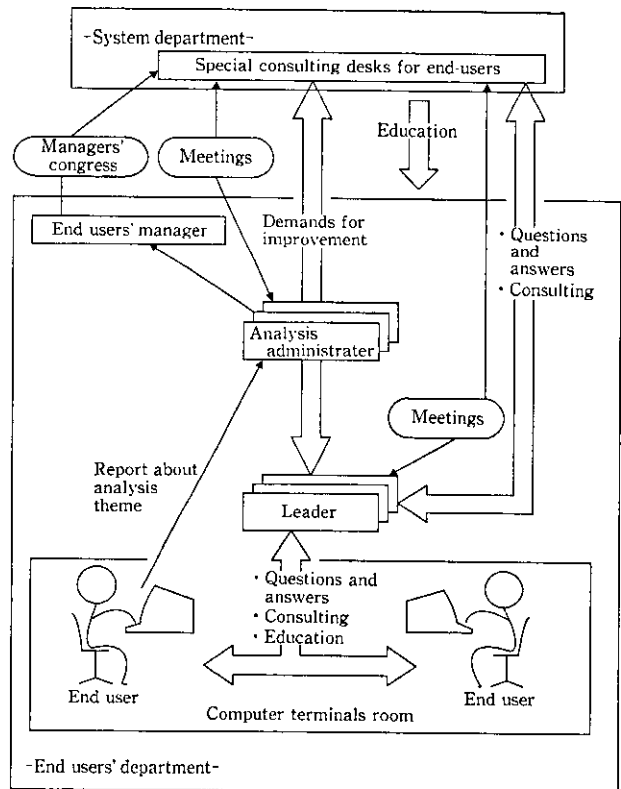 -System department-
Special consulting desks for end-users
Education
Managers'
congress
Meetings
End users' manager
Demands for
improvement
· Questions
and
answers
· Consulting
Analysis
administrater
Meetings
Report about
analysis
theme
Leader
· Questions and
answers
· Consulting
· Education
End user
End user
Computer terminals room
-End users' department-